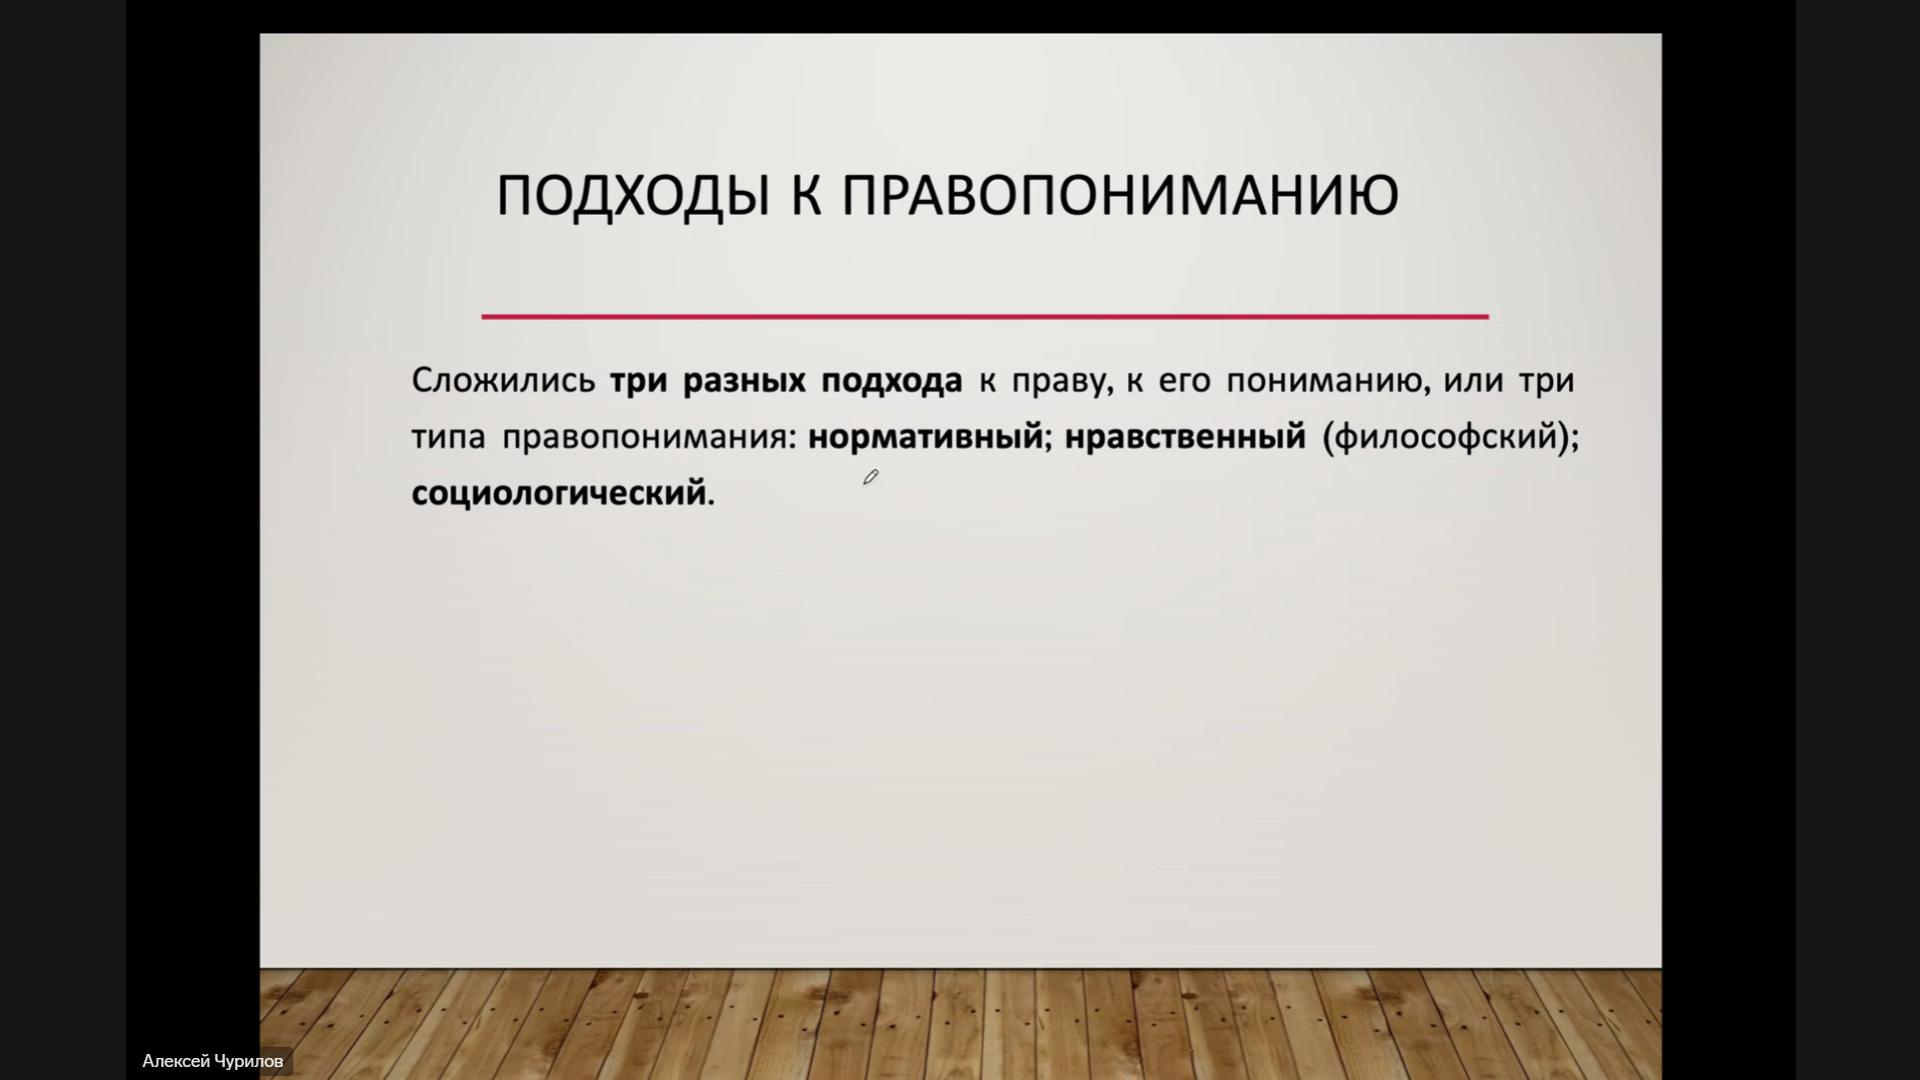 ПОДХОДЫ К ПРАВОПОНИМАНИЮ
Сложились три разных подхода к праву, к его пониманию, или три
типа правопонимания: нормативный; нравственный (философский);
социологический.
Алексей Чурилов